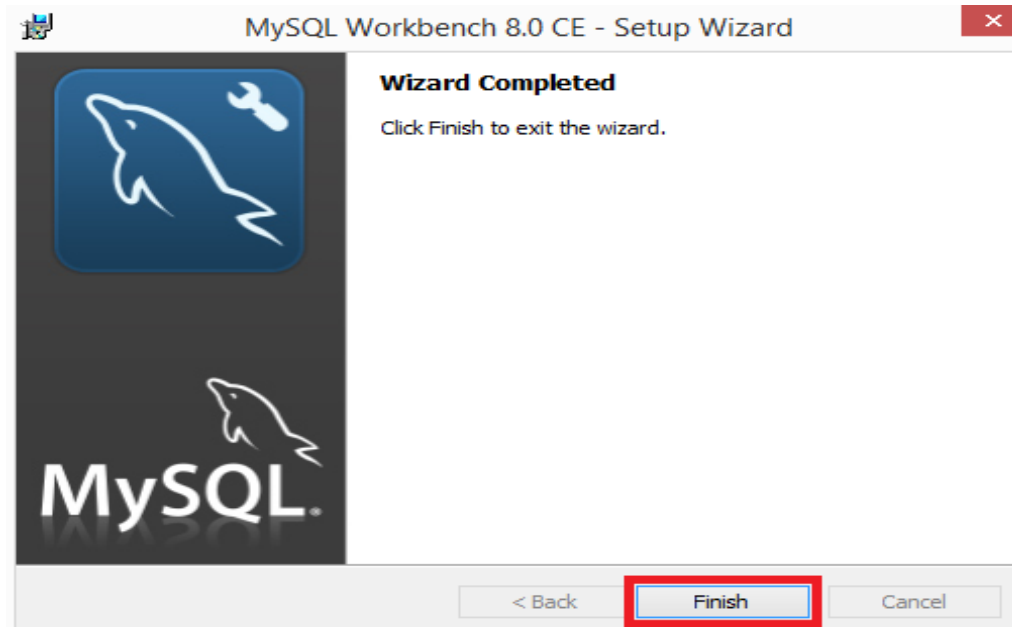 MySQL Workbench 8.0 CE - Setup Wizard
Wizard Completed
Click Finish to exit the wizard.
MySQL®
< Back Finish Cancel